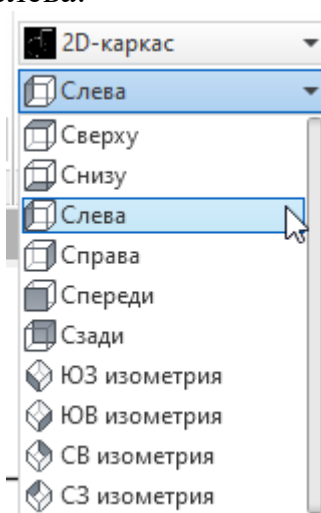 2D-каркас
Слева
Сверху
Снизу
Слева
Справа
Спереди
Сзади
ЮЗ изометрия
ЮВ изометрия
СВ изометрия
СЗ изометрия